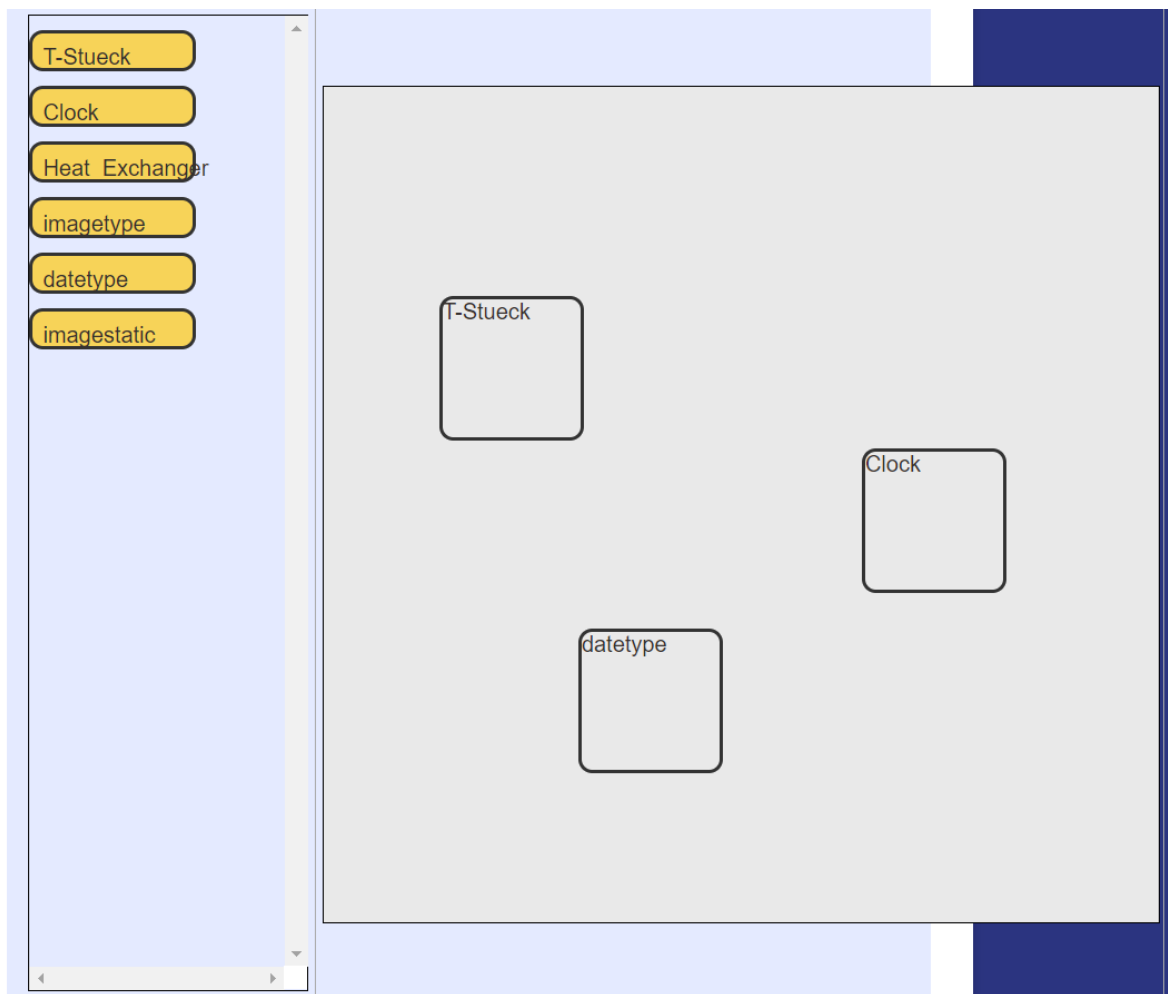 T-Stueck
Clock
Heat_Exchanger
imagetype
datetype
imagestatic
T-Stueck
Clock
datetype